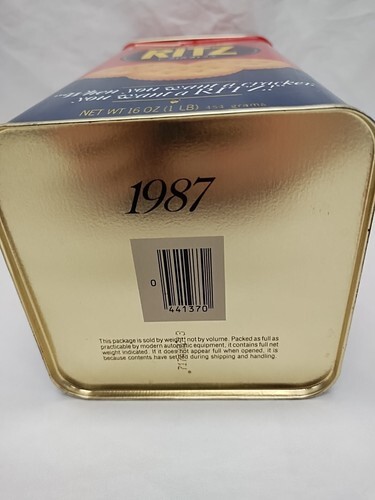 RITZ
"When you want a cracker,
you want a RITZ."
NET WT 16 OZ (1 LB) 454 grams
1987
0
441370
This package is sold by weight, not by volume. Packed as full as
practicable by modern automatic equipment, it contains full net
weight indicated. If it does not appear full when opened, it is
because contents have settled during shipping and handling.